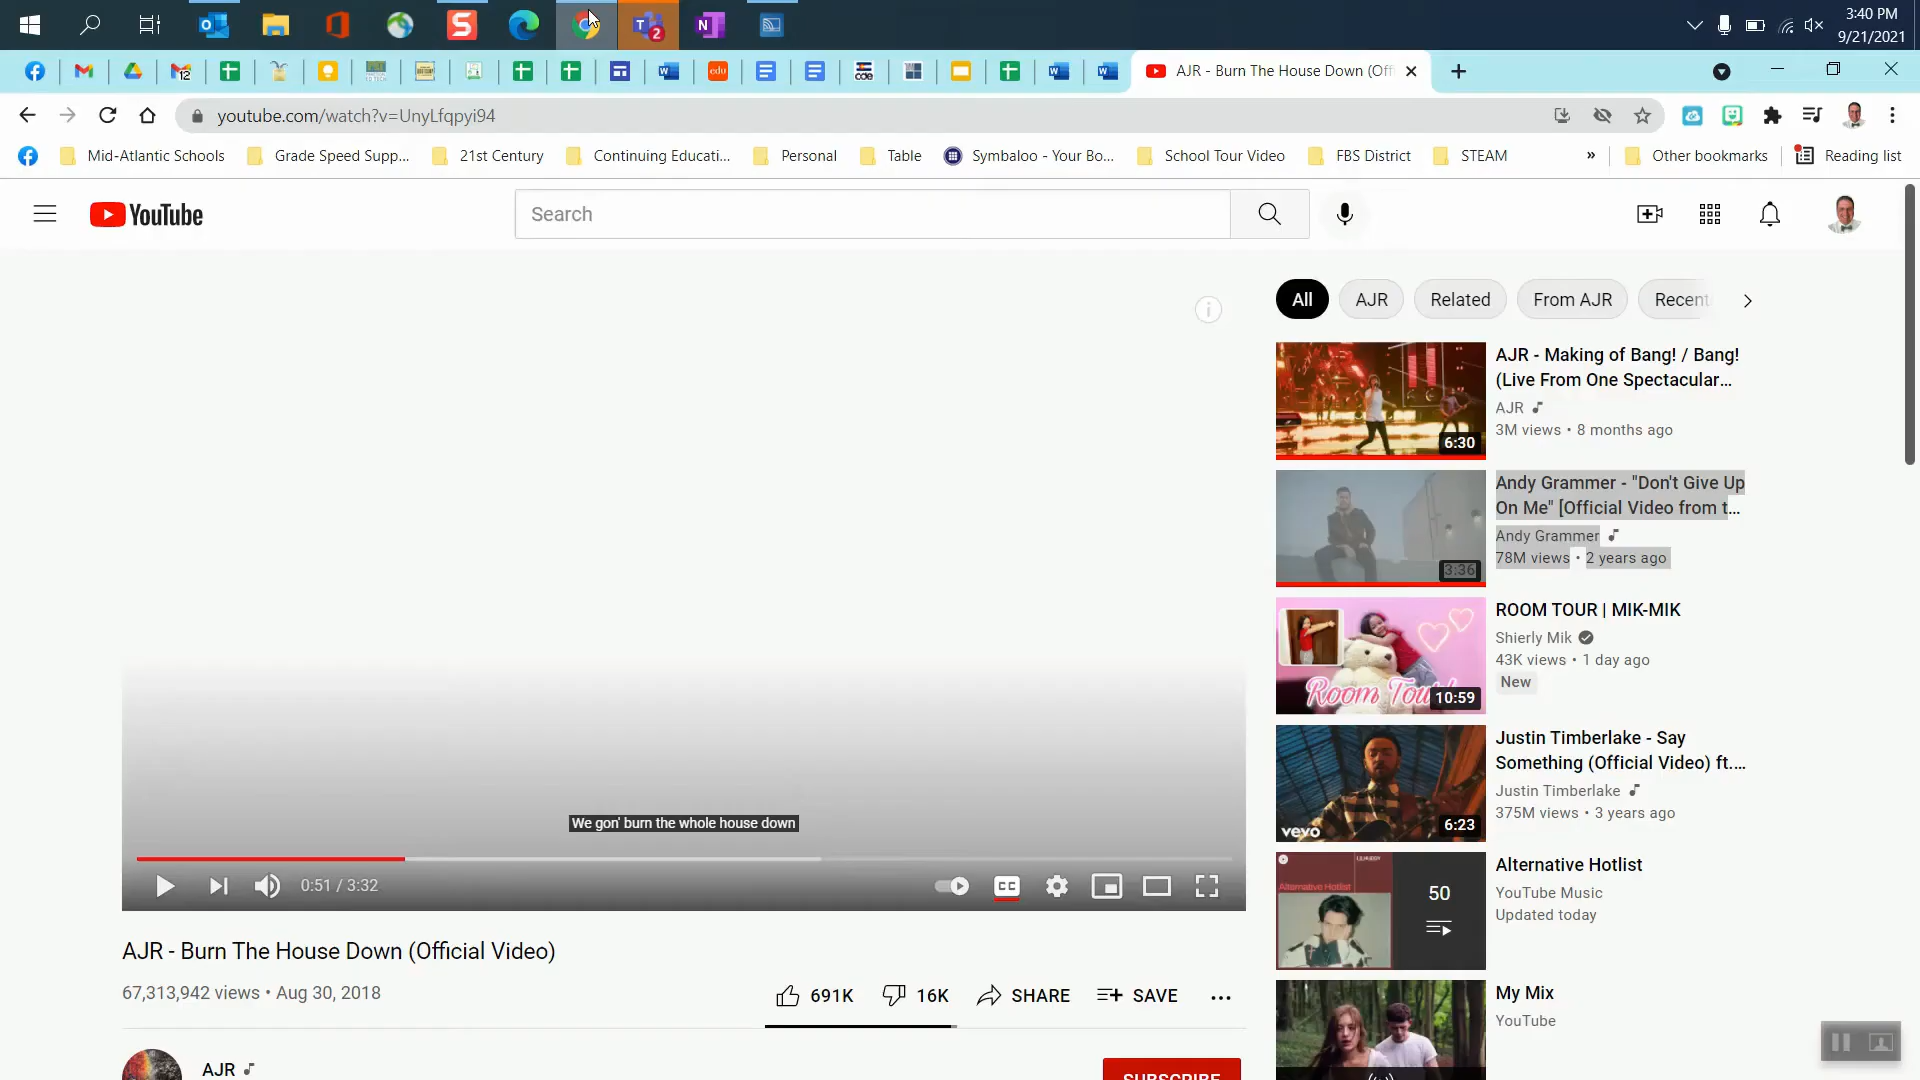 3:40 PM
9/21/2021
2
12
AJR - Burn The House Down (Off
youtube.com/watch?v=UnyLfqpyi94
Mid-Atlantic Schools
Grade Speed Supp...
21st Century
Continuing Educati...
Personal
Table
Symbaloo - Your Bo...
School Tour Video
FBS District
STEAM
»
Other bookmarks
Reading list
YouTube
Search
All
AJR
Related
From AJR
Recent
AJR - Making of Bang! / Bang!
(Live From One Spectacular...
AJR
3M views • 8 months ago
6:30
Andy Grammer - "Don't Give Up
On Me" [Official Video from t...
Andy Grammer
78M views • 2 years ago
3:36
ROOM TOUR | MIK-MIK
Shierly Mik
43K views • 1 day ago
New
Room Tou
10:59
Justin Timberlake - Say
Something (Official Video) ft....
Justin Timberlake
375M views • 3 years ago
vevo
6:23
Alternative Hotlist
YouTube Music
Updated today
Alternative Hotlist
50
My Mix
YouTube
We gon' burn the whole house down
0:51 / 3:32
CC
AJR - Burn The House Down (Official Video)
67,313,942 views • Aug 30, 2018
691K
16K
SHARE
SAVE
AJR
SUBSCRIBE